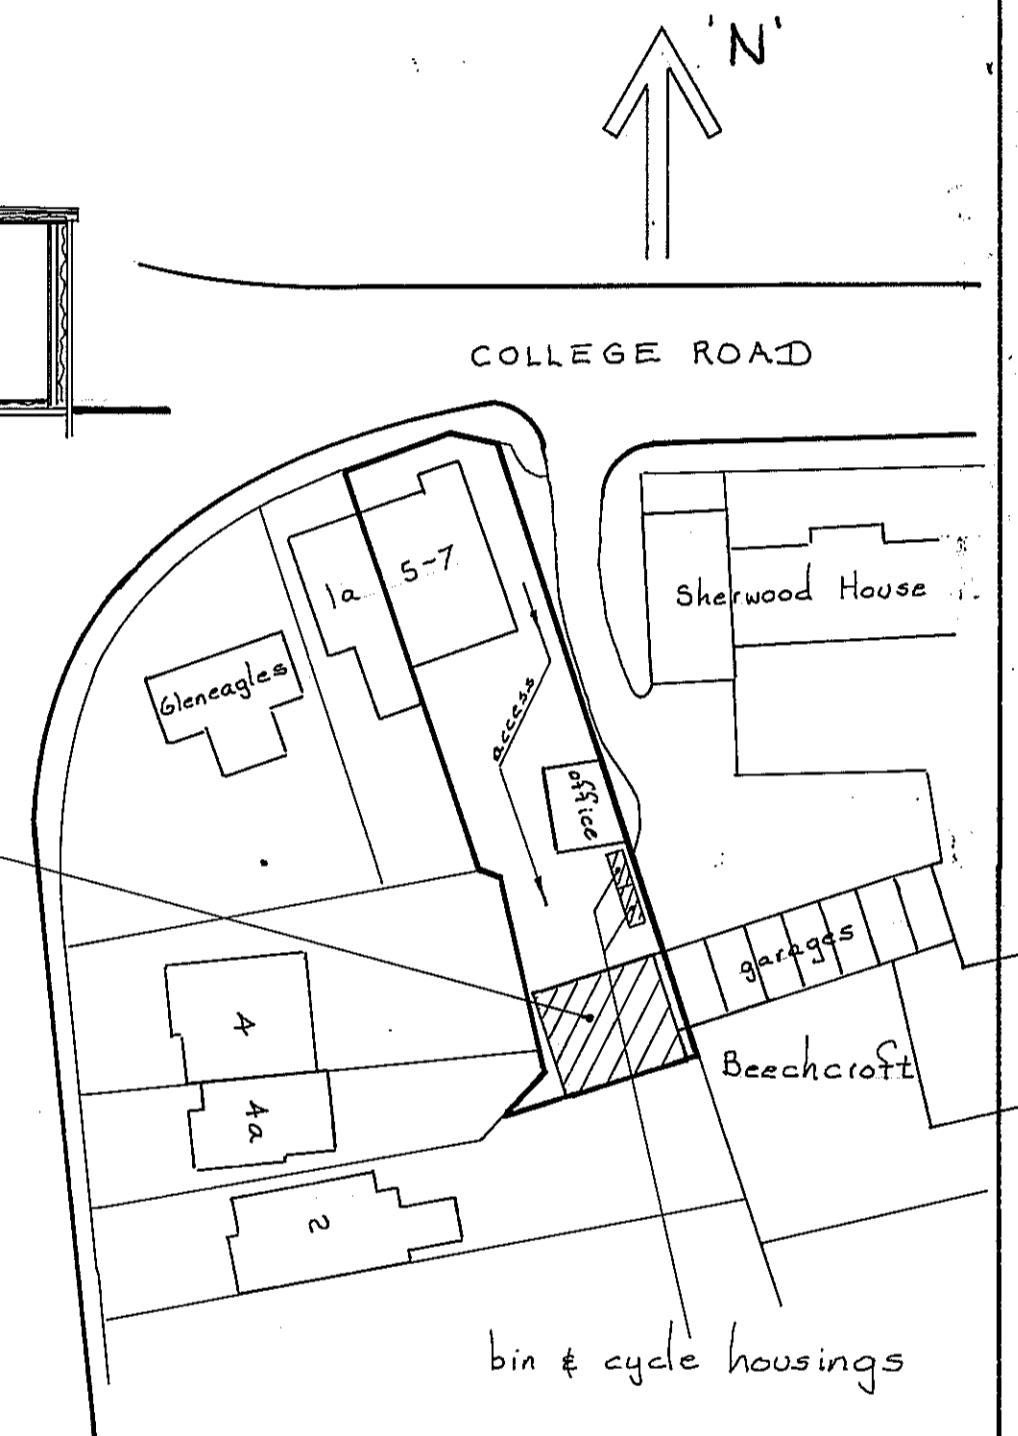 'N'
COLLEGE ROAD
5-7
1a
Sherwood House
Gleneagles
access
office
garages
4
Beechcroft
4a
2
bin & cycle housings